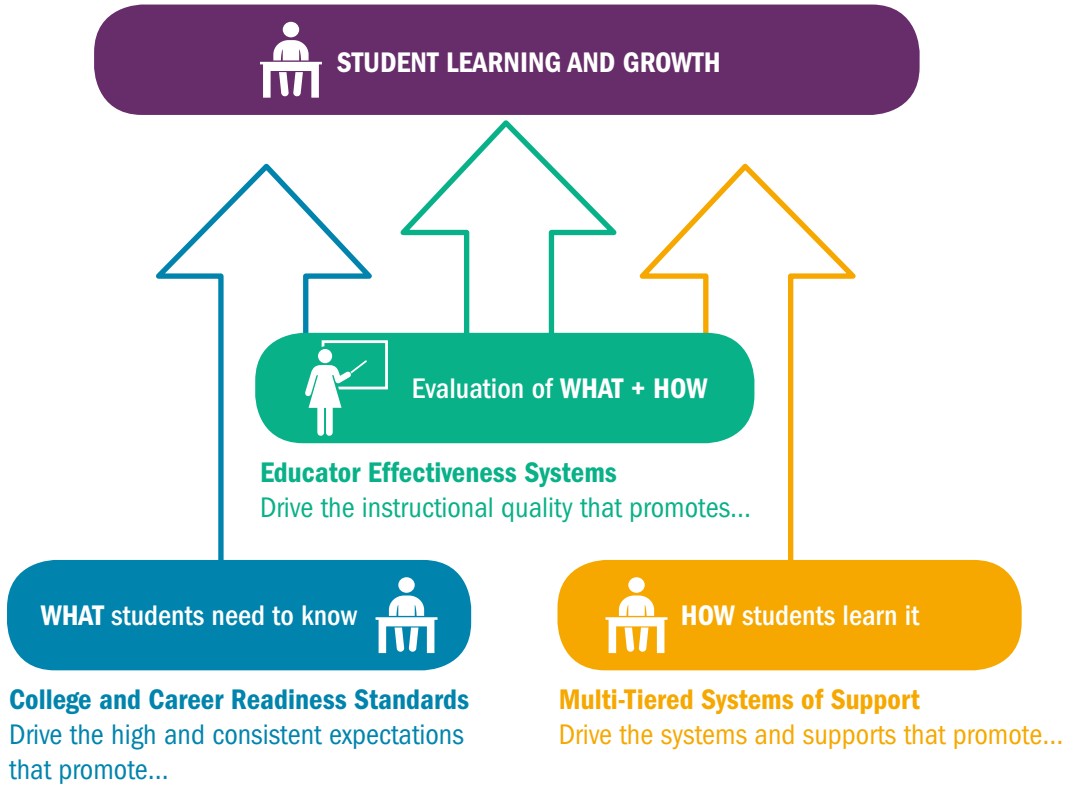 STUDENT LEARNING AND GROWTH
Evaluation of WHAT + HOW
Educator Effectiveness Systems
Drive the instructional quality that promotes...
WHAT students need to know
College and Career Readiness Standards
Drive the high and consistent expectations
that promote...
HOW students learn it
Multi-Tiered Systems of Support
Drive the systems and supports that promote...